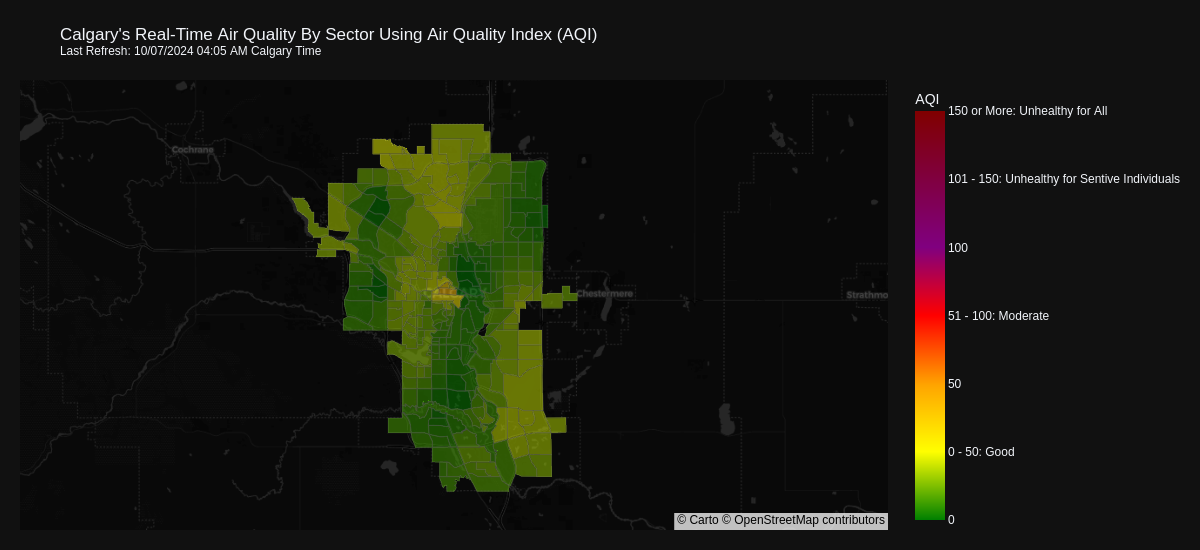 Calgary's Real-Time Air Quality By Sector Using Air Quality Index (AQI)
Last Refresh: 10/07/2024 04:05 AM Calgary Time
AQI
150 or More: Unhealthy for All
101 - 150: Unhealthy for Sentive Individuals
100
51 - 100: Moderate
50
0 - 50: Good
0
Cochrane
CALGARY
Chestermere
Strathmo
© Carto © OpenStreetMap contributors